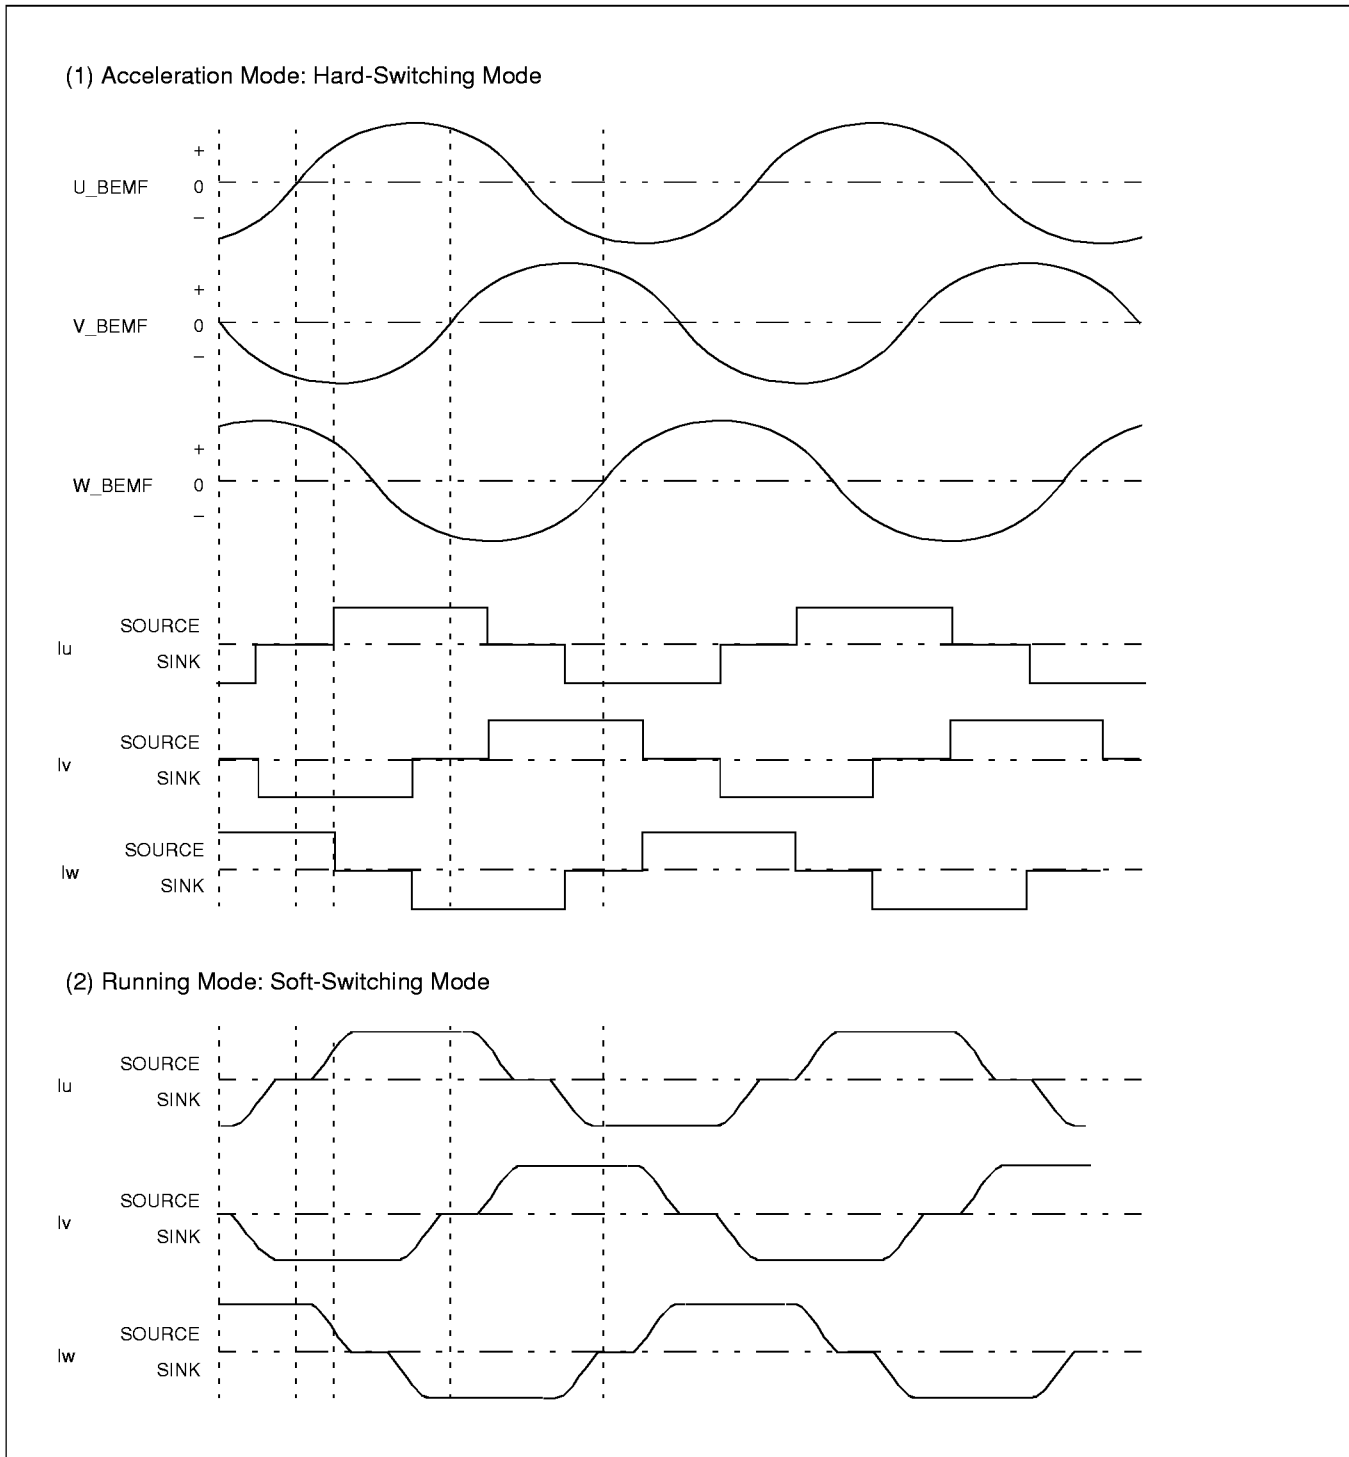 (1) Acceleration Mode: Hard-Switching Mode
+
U_BEMF 0
–
+
V_BEMF 0
–
+
W_BEMF 0
–
SOURCE
Iu
SINK
SOURCE
Iv
SINK
SOURCE
Iw
SINK
(2) Running Mode: Soft-Switching Mode
SOURCE
Iu
SINK
SOURCE
Iv
SINK
SOURCE
Iw
SINK